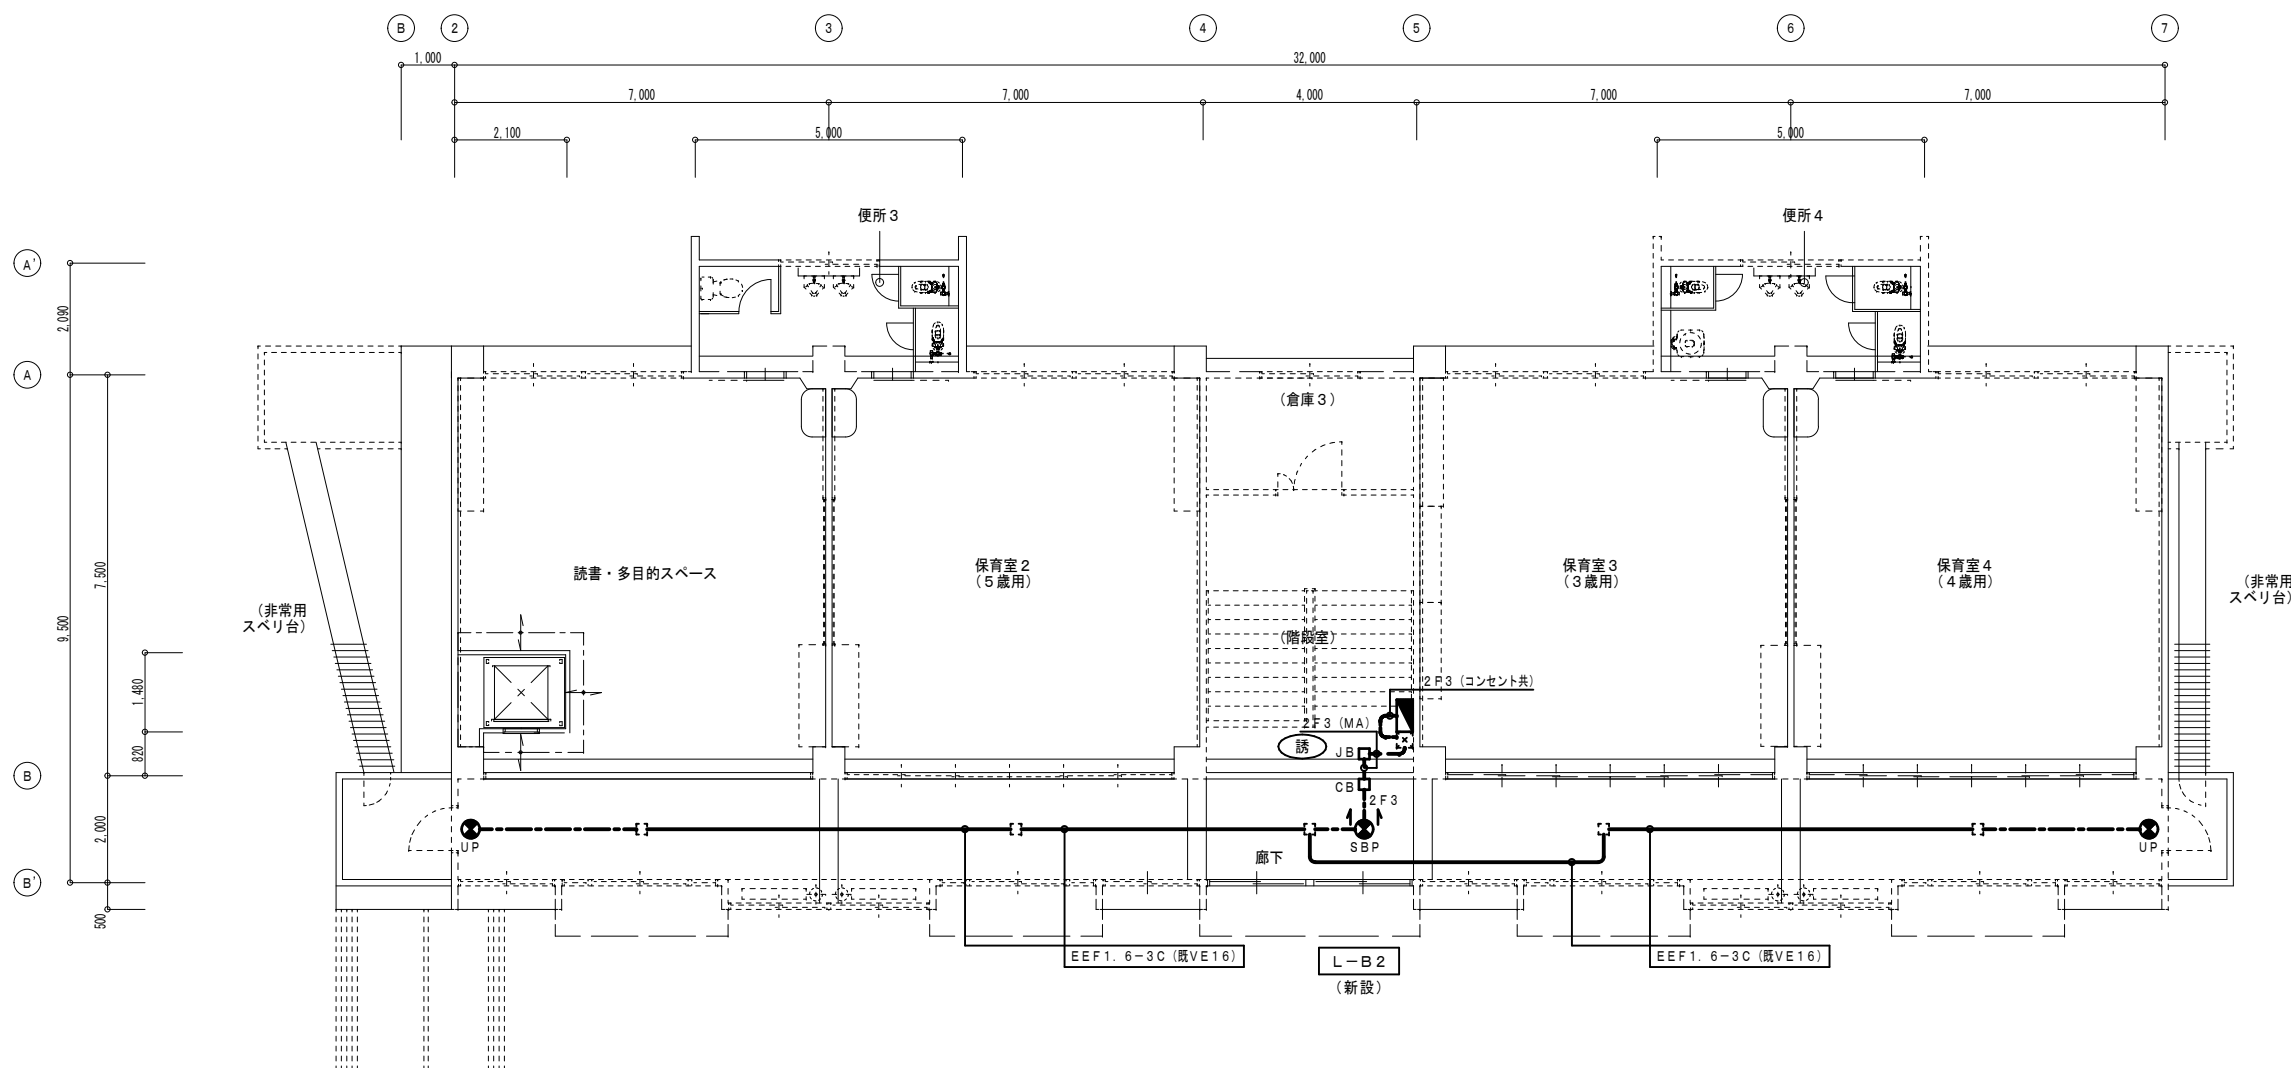 B
2
3
4
5
6
7
1,000
32,000
7,000
7,000
4,000
7,000
7,000
2,100
5,000
5,000
便所3
便所4
A'
A
B
B'
2,090
7,500
9,500
1,480
820
2,000
500
(倉庫3)
読書・多目的スペース
保育室2
(5歳用)
保育室3
(3歳用)
保育室4
(4歳用)
(非常用
スベリ台)
(非常用
スベリ台)
(階段室)
2F3(コンセント共)
2F3(MA)
誘
JB
CB
2F3
UP
SBP
UP
廊下
EEF1.6-3C(既VE16)
L-B2
(新設)
EEF1.6-3C(既VE16)